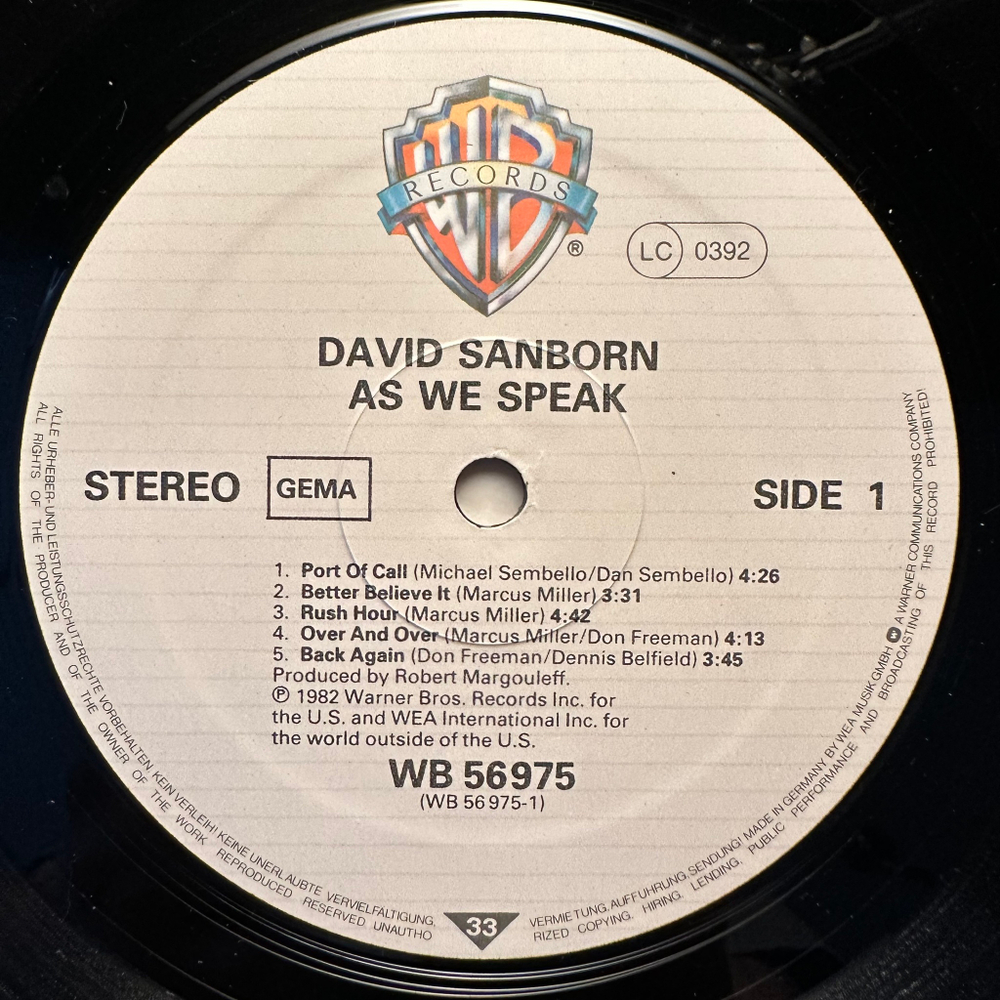 WB
RECORDS
®
LC 0392
DAVID SANBORN
AS WE SPEAK
STEREO GEMA SIDE 1
1. Port Of Call (Michael Sembello/Dan Sembello) 4:26
2. Better Believe It (Marcus Miller) 3:31
3. Rush Hour (Marcus Miller) 4:42
4. Over And Over (Marcus Miller/Don Freeman) 4:13
5. Back Again (Don Freeman/Dennis Belfield) 3:45
Produced by Robert Margouleff.
℗ 1982 Warner Bros. Records Inc. for
the U.S. and WEA International Inc. for
the world outside of the U.S.
WB 56975
(WB 56975-1)
ALLE URHEBER- UND LEISTUNGSSCHUTZRECHTE VORBEHALTEN KEIN VERLEIH! KEINE UNERLAUBTE VERVIELFÄLTIGUNG, VERMIETUNG, AUFFÜHRUNG, SENDUNG! MADE IN GERMANY BY WEA MUSIK GMBH A WARNER COMMUNICATIONS COMPANY
ALL RIGHTS OF THE PRODUCER AND OF THE OWNER OF THE WORK REPRODUCED RESERVED. UNAUTHORIZED COPYING, HIRING, LENDING, PUBLIC PERFORMANCE AND BROADCASTING OF THIS RECORD PROHIBITED!
33